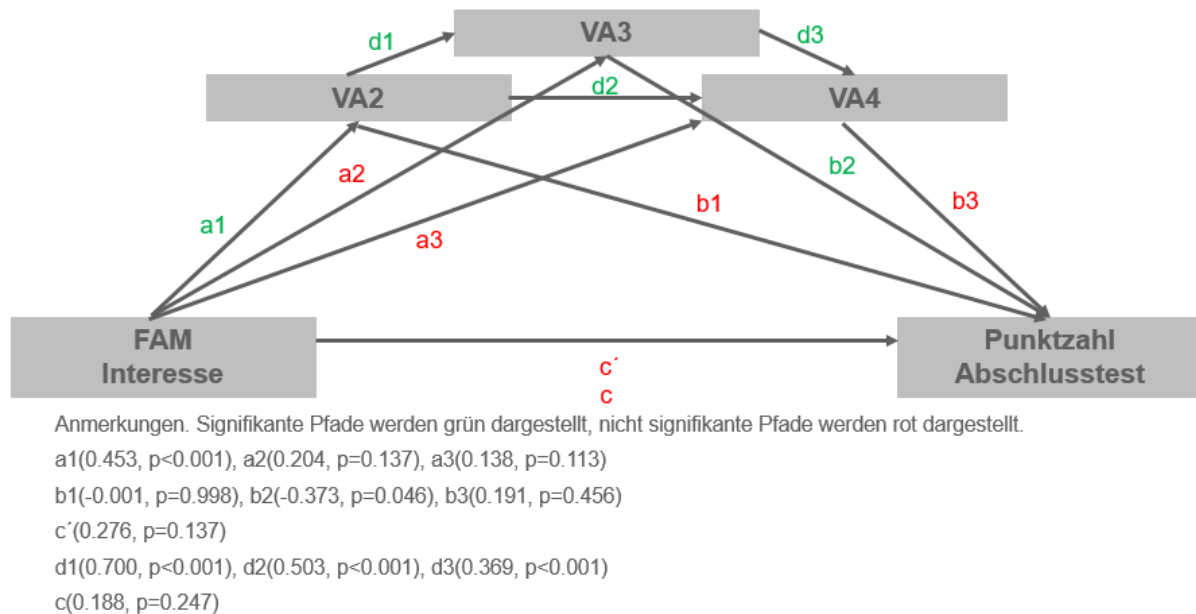 VA3
d1
d3
VA2
d2
VA4
a2
b2
a1
a3
b1
b3
FAM
Interesse
Punktzahl
Abschlusstest
c´
c
Anmerkungen. Signifikante Pfade werden grün dargestellt, nicht signifikante Pfade werden rot dargestellt.
a1(0.453, p<0.001), a2(0.204, p=0.137), a3(0.138, p=0.113)
b1(-0.001, p=0.998), b2(-0.373, p=0.046), b3(0.191, p=0.456)
c´(0.276, p=0.137)
d1(0.700, p<0.001), d2(0.503, p<0.001), d3(0.369, p<0.001)
c(0.188, p=0.247)